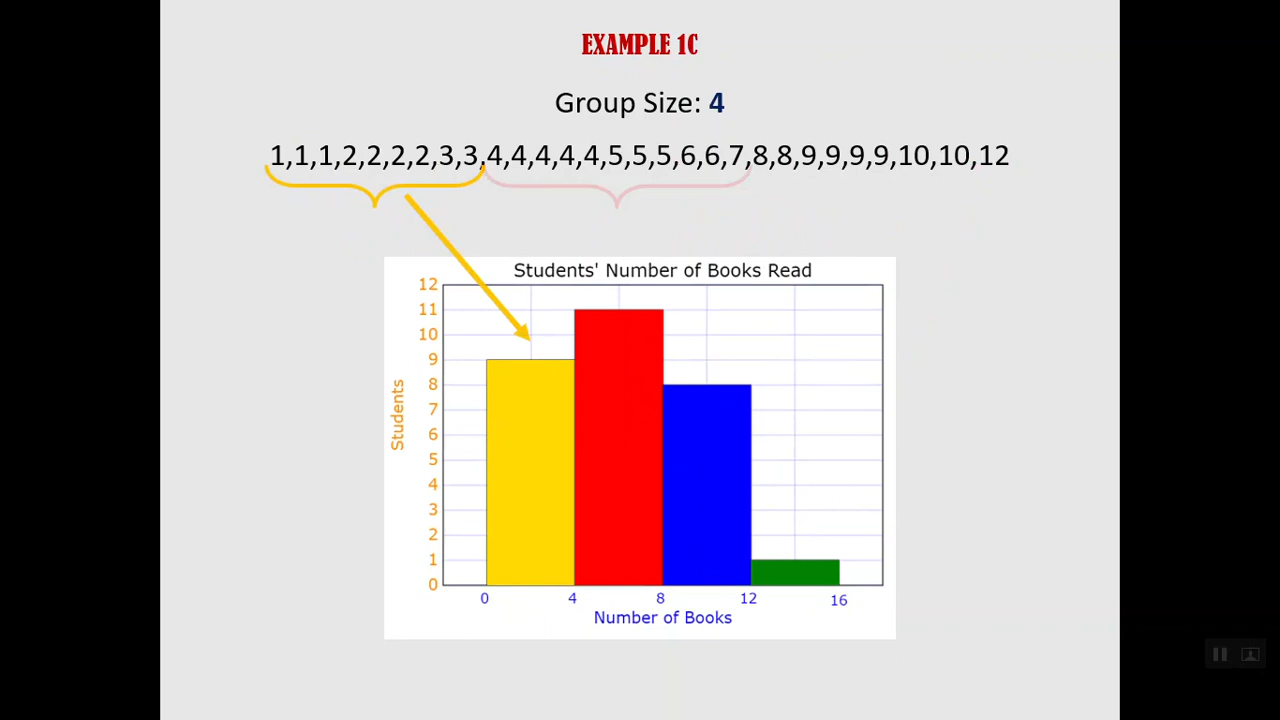 EXAMPLE 1C
Group Size: 4
1,1,1,2,2,2,2,3,3,4,4,4,4,4,5,5,5,6,6,7,8,8,9,9,9,9,10,10,12
Students' Number of Books Read
12
11
10
9
8
7
6
5
4
3
2
1
0
Students
0 4 8 12 16
Number of Books